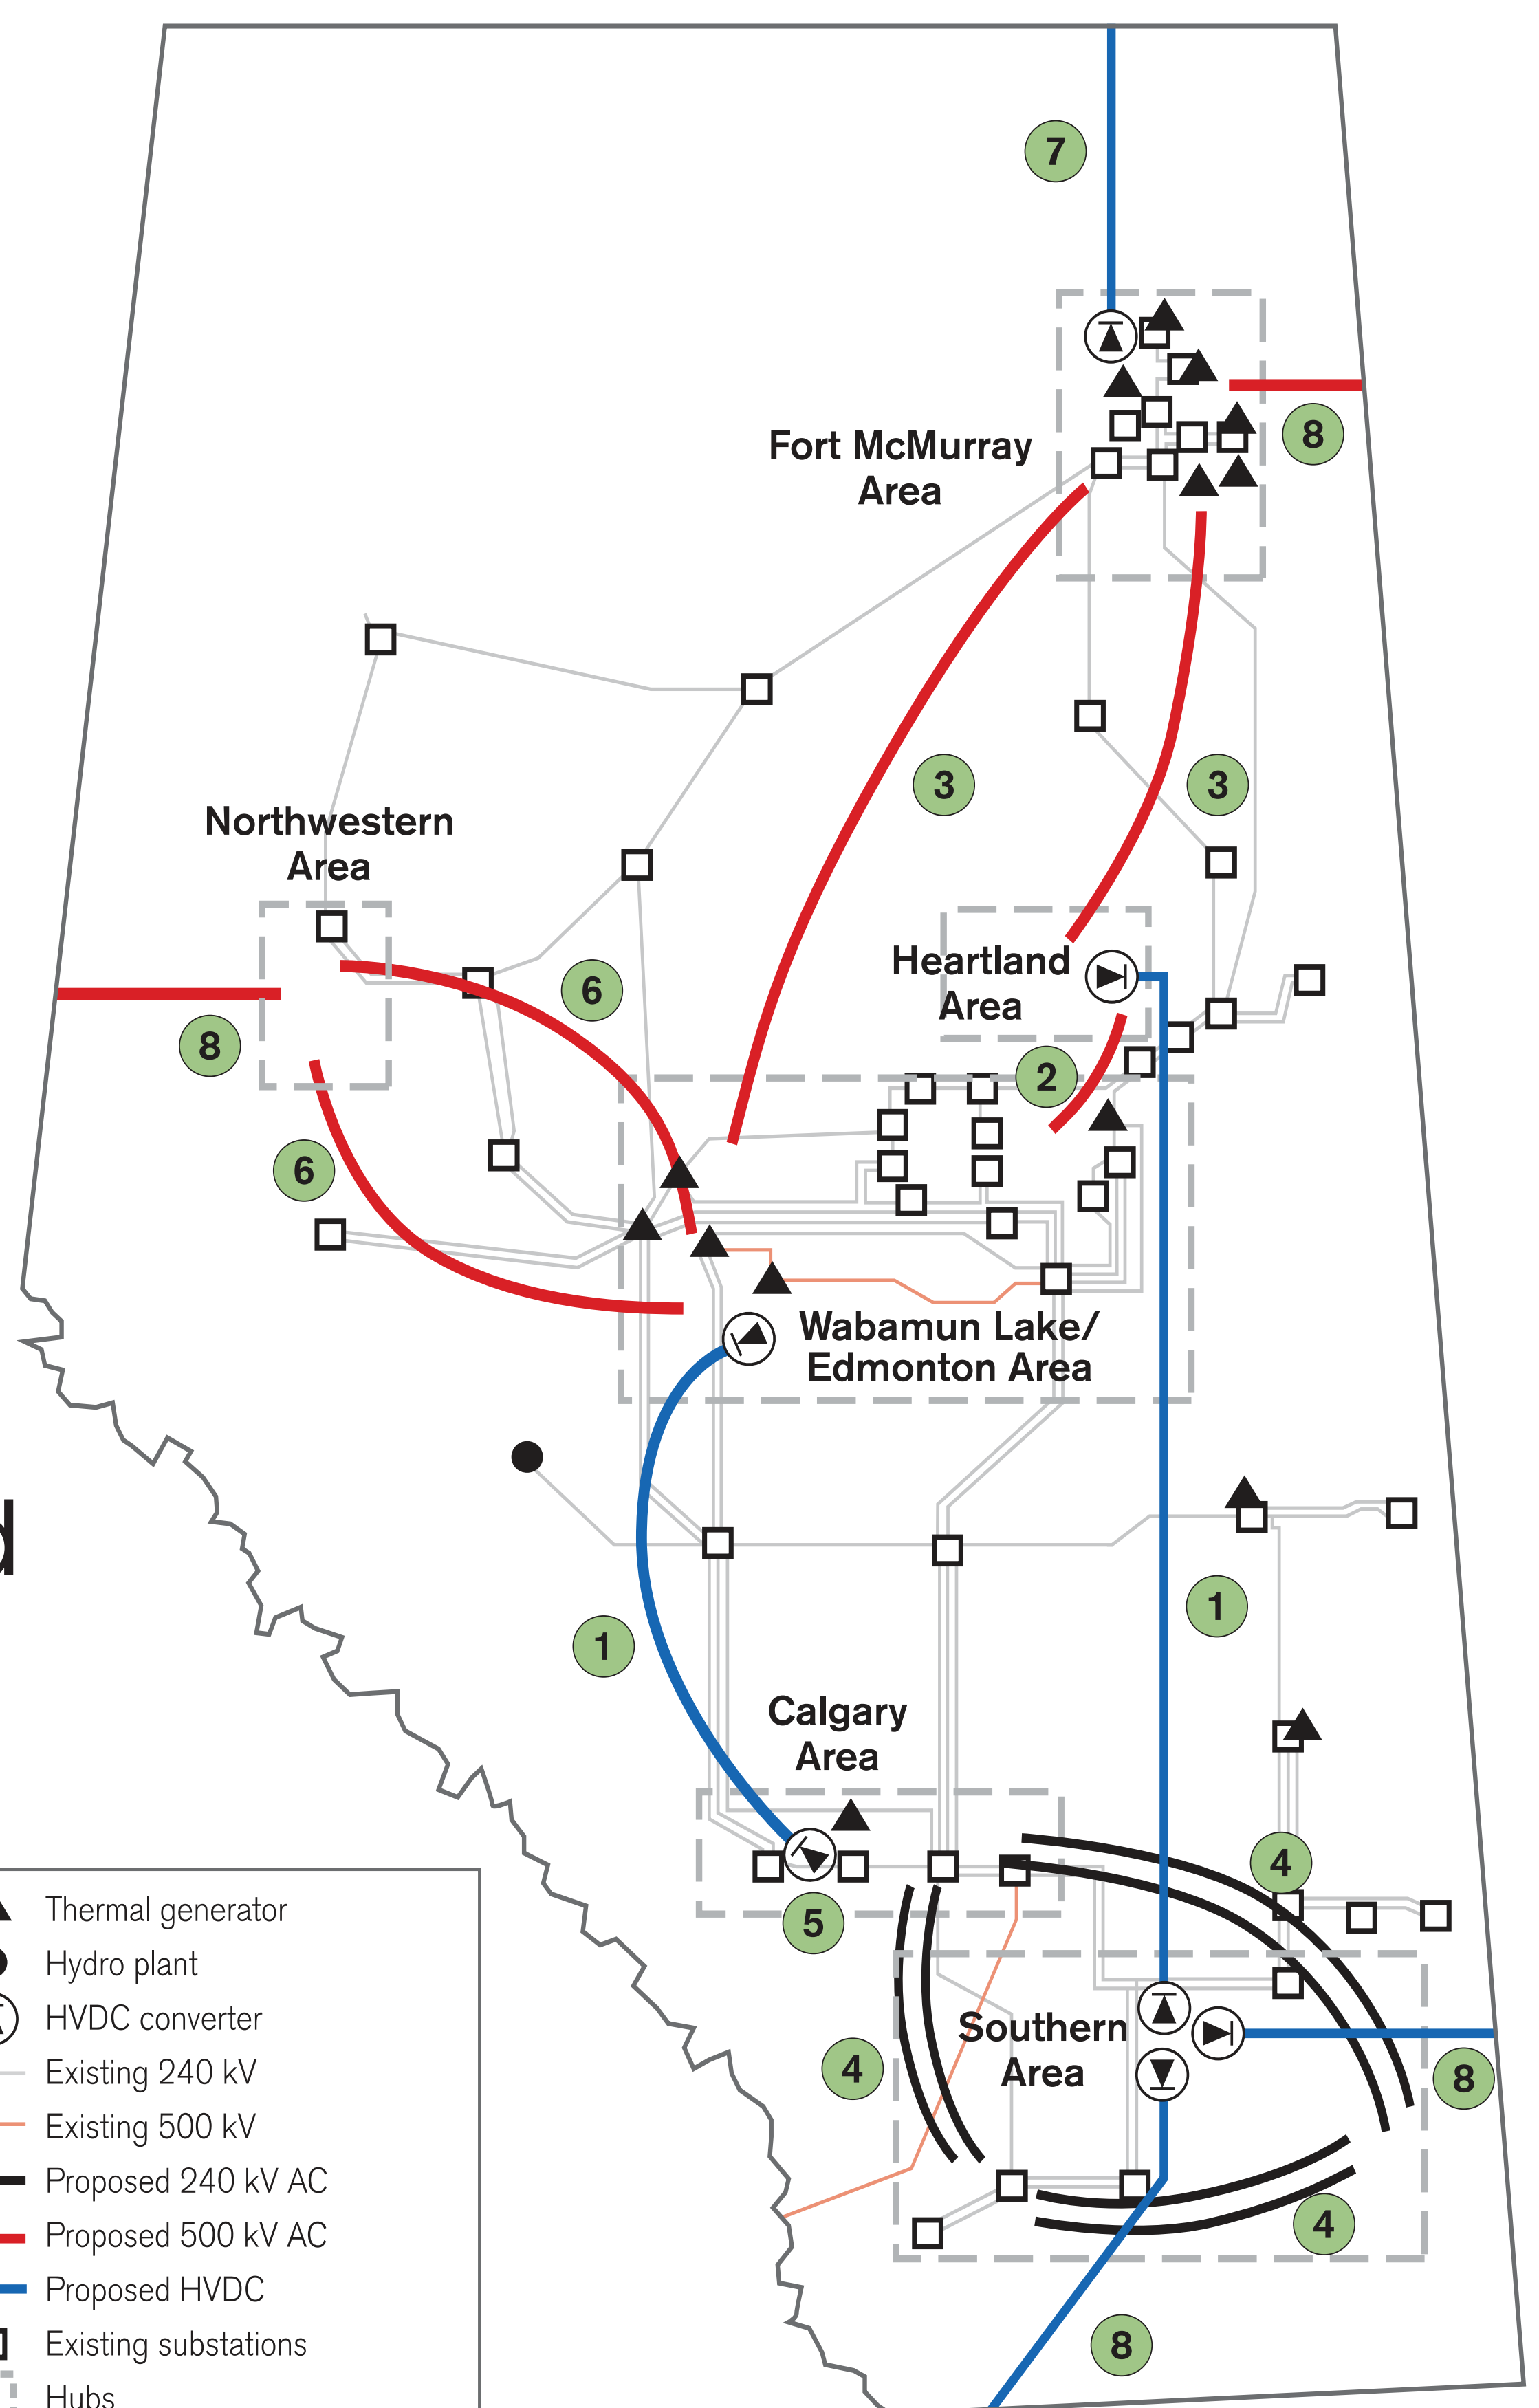 7
8
Fort McMurray
Area
3
3
Northwestern
Area
6
Heartland
Area
8
2
6
Wabamun Lake/
Edmonton Area
d
1
1
Calgary
Area
4
5
Southern
Area
4
8
4
8
Thermal generator
Hydro plant
HVDC converter
Existing 240 kV
Existing 500 kV
Proposed 240 kV AC
Proposed 500 kV AC
Proposed HVDC
Existing substations
Hubs